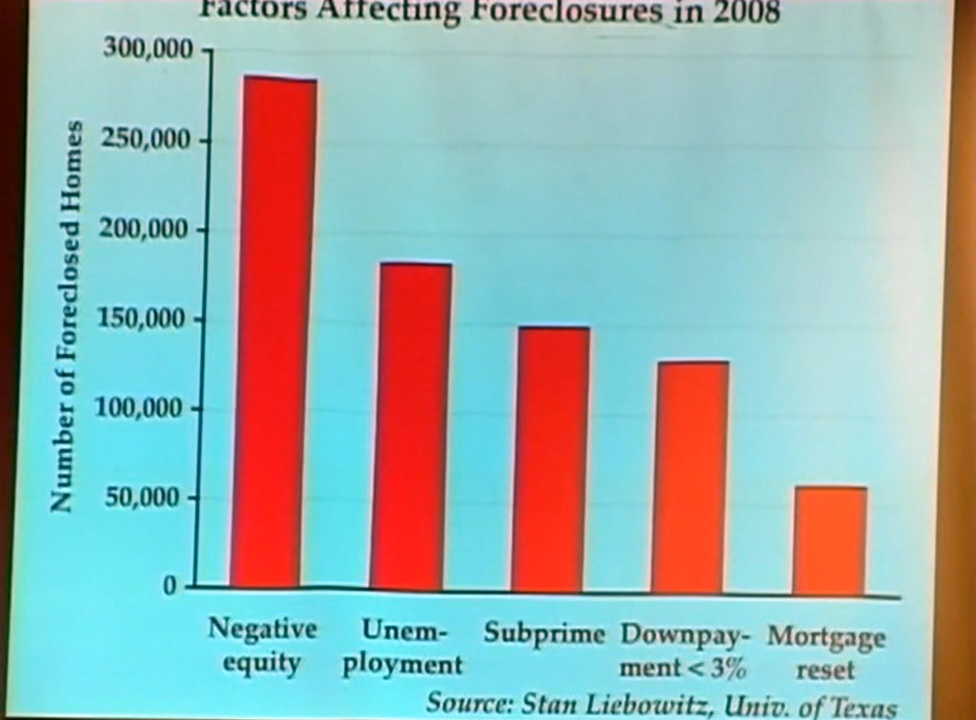 Factors Affecting Foreclosures in 2008
300,000
250,000
200,000
150,000
100,000
50,000
0
Number of Foreclosed Homes
Negative
equity
Unem-
ployment
Subprime
Downpay-
ment < 3%
Mortgage
reset
Source: Stan Liebowitz, Univ. of Texas